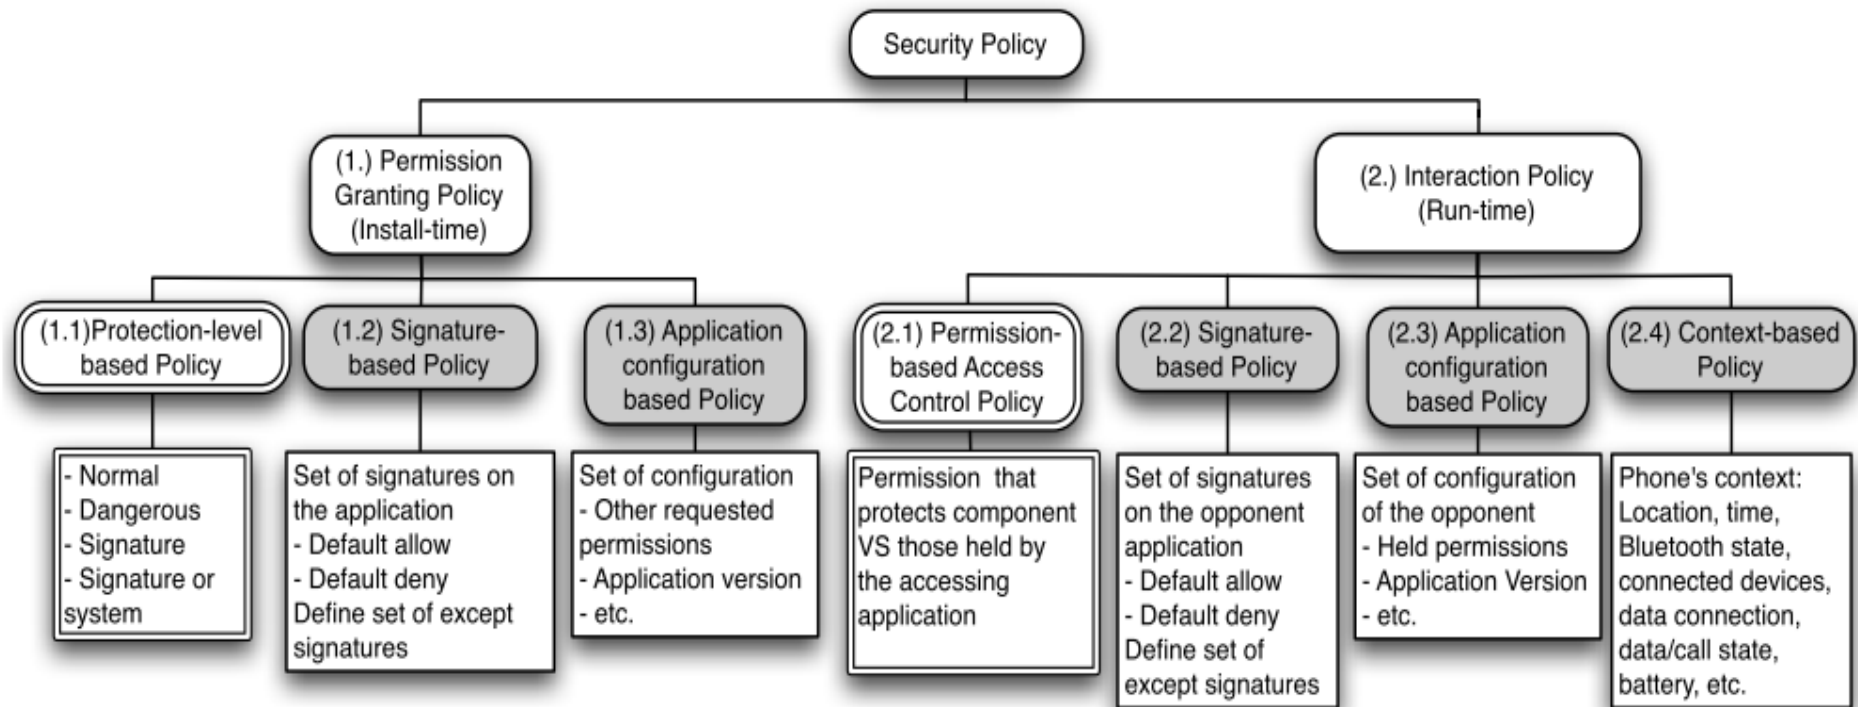 Security Policy
(1.) Permission
Granting Policy
(Install-time)
(2.) Interaction Policy
(Run-time)
(1.1)Protection-level
based Policy
(1.2) Signature-
based Policy
(1.3) Application
configuration
based Policy
(2.1) Permission-
based Access
Control Policy
(2.2) Signature-
based Policy
(2.3) Application
configuration
based Policy
(2.4) Context-based
Policy
- Normal
- Dangerous
- Signature
- Signature or
system
Set of signatures on
the application
- Default allow
- Default deny
Define set of except
signatures
Set of configuration
- Other requested
permissions
- Application version
- etc.
Permission that
protects component
VS those held by
the accessing
application
Set of signatures
on the opponent
application
- Default allow
- Default deny
Define set of
except signatures
Set of configuration
of the opponent
- Held permissions
- Application Version
- etc.
Phone's context:
Location, time,
Bluetooth state,
connected devices,
data connection,
data/call state,
battery, etc.